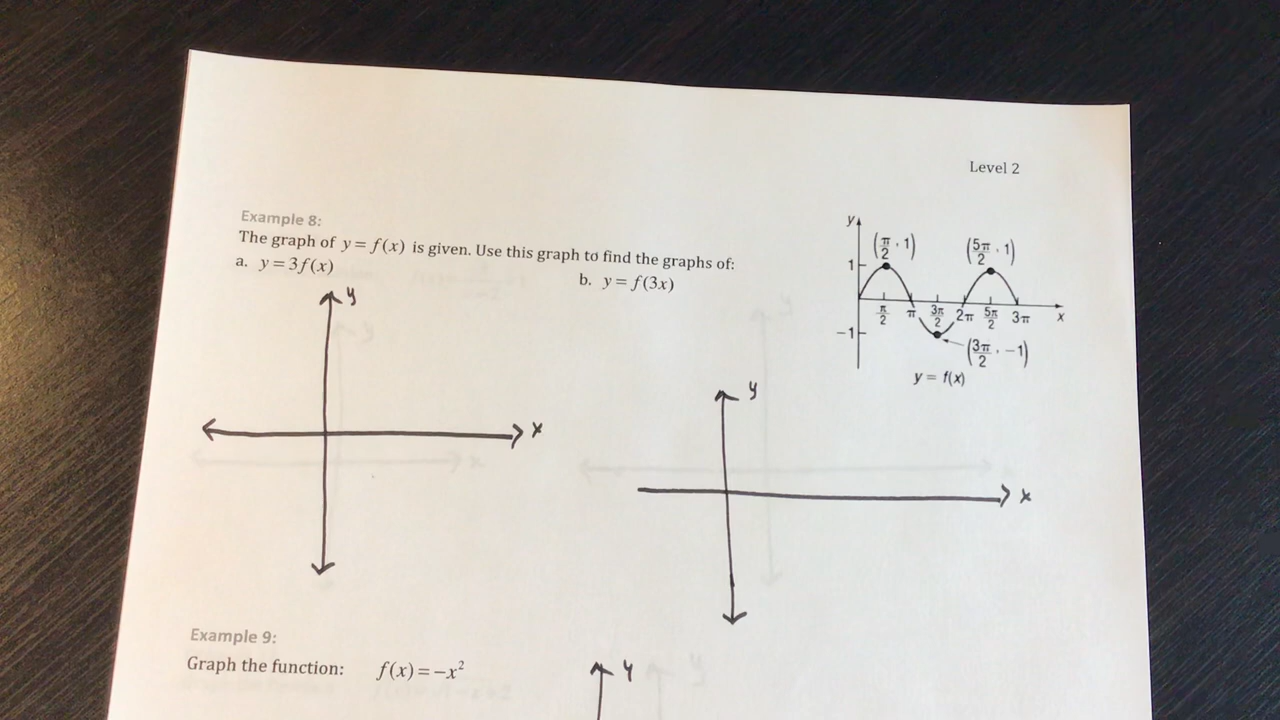 Level 2
Example 8:
The graph of y = f(x) is given. Use this graph to find the graphs of:
a. y = 3f(x)
b. y = f(3x)
y
(π/2, 1)
(5π/2, 1)
1
π/2 π 3π/2 2π 5π/2 3π x
−1
(3π/2, −1)
y = f(x)
y
x
y
x
Example 9:
Graph the function: f(x) = −x²
y